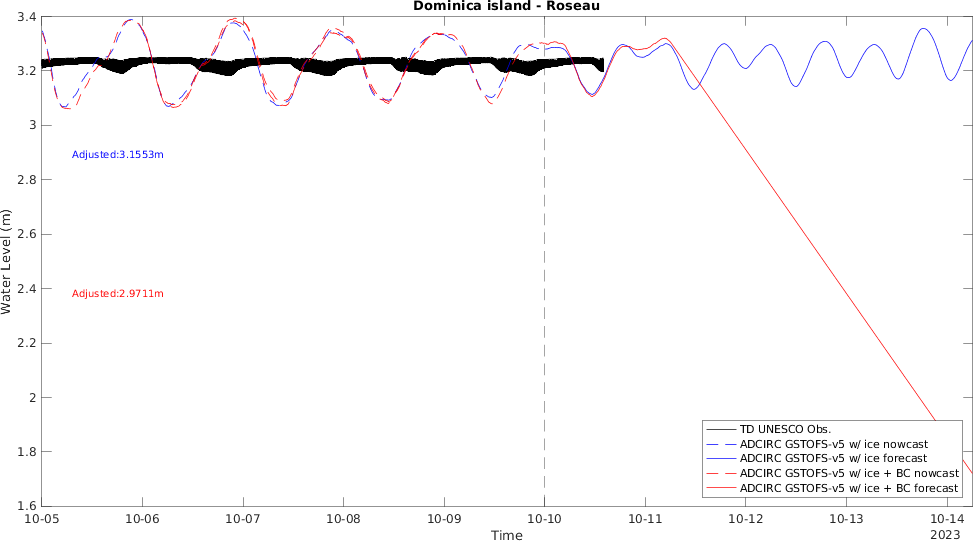 Dominica island - Roseau
3.4
3.2
3
2.8
2.6
2.4
2.2
2
1.8
1.6
Water Level (m)
Adjusted:3.1553m
Adjusted:2.9711m
TD UNESCO Obs.
ADCIRC GSTOFS-v5 w/ ice nowcast
ADCIRC GSTOFS-v5 w/ ice forecast
ADCIRC GSTOFS-v5 w/ ice + BC nowcast
ADCIRC GSTOFS-v5 w/ ice + BC forecast
10-05 10-06 10-07 10-08 10-09 10-10 10-11 10-12 10-13 10-14
2023
Time